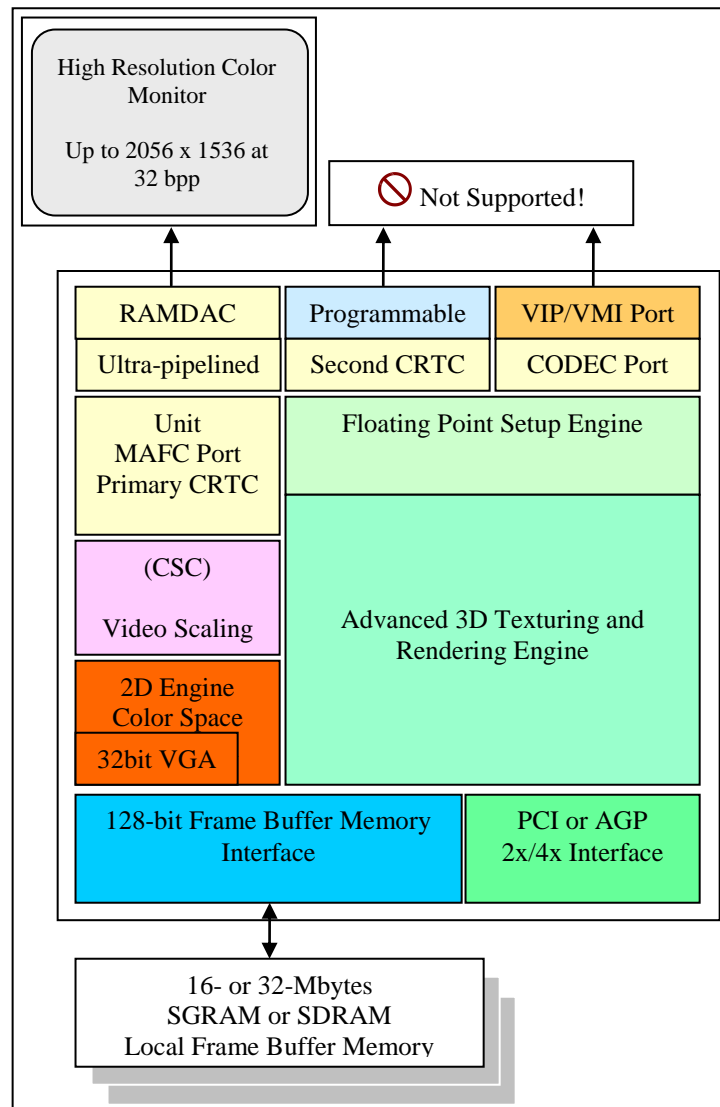 High Resolution Color
Monitor
Up to 2056 x 1536 at
32 bpp
Not Supported!
RAMDAC
Programmable
VIP/VMI Port
Ultra-pipelined
Second CRTC
CODEC Port
Unit
MAFC Port
Primary CRTC
Floating Point Setup Engine
(CSC)
Video Scaling
Advanced 3D Texturing and
Rendering Engine
2D Engine
Color Space
32bit VGA
128-bit Frame Buffer Memory
Interface
PCI or AGP
2x/4x Interface
16- or 32-Mbytes
SGRAM or SDRAM
Local Frame Buffer Memory